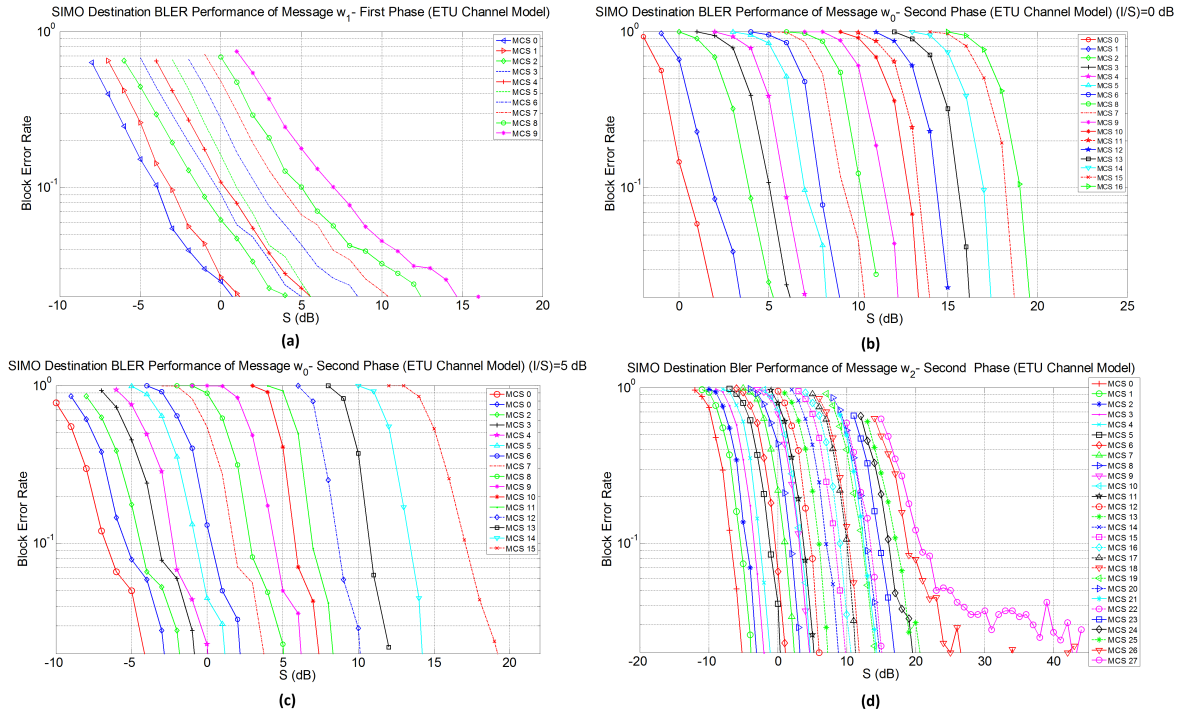 SIMO Destination BLER Performance of Message w₁- First Phase (ETU Channel Model)
10⁰
10⁻¹
Block Error Rate
MCS 0
MCS 1
MCS 2
MCS 3
MCS 4
MCS 5
MCS 6
MCS 7
MCS 8
MCS 9
-10 -5 0 5 10 15 20
S (dB)
(a)
SIMO Destination BLER Performance of Message w₀- Second Phase (ETU Channel Model) (I/S)=0 dB
10⁰
10⁻¹
Block Error Rate
MCS 0
MCS 1
MCS 2
MCS 3
MCS 4
MCS 5
MCS 6
MCS 8
MCS 7
MCS 9
MCS 10
MCS 11
MCS 12
MCS 13
MCS 14
MCS 15
MCS 16
0 5 10 15 20 25
S (dB)
(b)
SIMO Destination BLER Performance of Message w₀- Second Phase (ETU Channel Model) (I/S)=5 dB
10⁰
10⁻¹
Block Error Rate
MCS 0
MCS 0
MCS 2
MCS 3
MCS 4
MCS 5
MCS 6
MCS 7
MCS 8
MCS 9
MCS 10
MCS 11
MCS 12
MCS 13
MCS 14
MCS 15
-10 -5 0 5 10 15 20
S (dB)
(c)
SIMO Destination Bler Performance of Message w₂- Second Phase (ETU Channel Model)
10⁰
10⁻¹
Block Error Rate
MCS 0
MCS 1
MCS 2
MCS 3
MCS 4
MCS 5
MCS 6
MCS 7
MCS 8
MCS 9
MCS 10
MCS 11
MCS 12
MCS 13
MCS 14
MCS 15
MCS 16
MCS 17
MCS 18
MCS 19
MCS 20
MCS 21
MCS 22
MCS 23
MCS 24
MCS 25
MCS 26
MCS 27
-20 -10 0 10 20 30 40
S (dB)
(d)